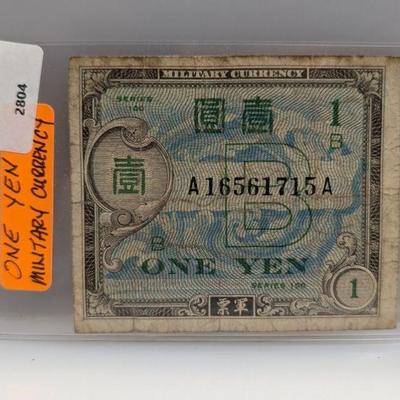 2804
ONE YEN
MILITARY CURRENCY
MILITARY CURRENCY
SERIES
100
圓壹
1
B
壹
A16561715A
B
B
ONE YEN
SERIES 100
票軍
1